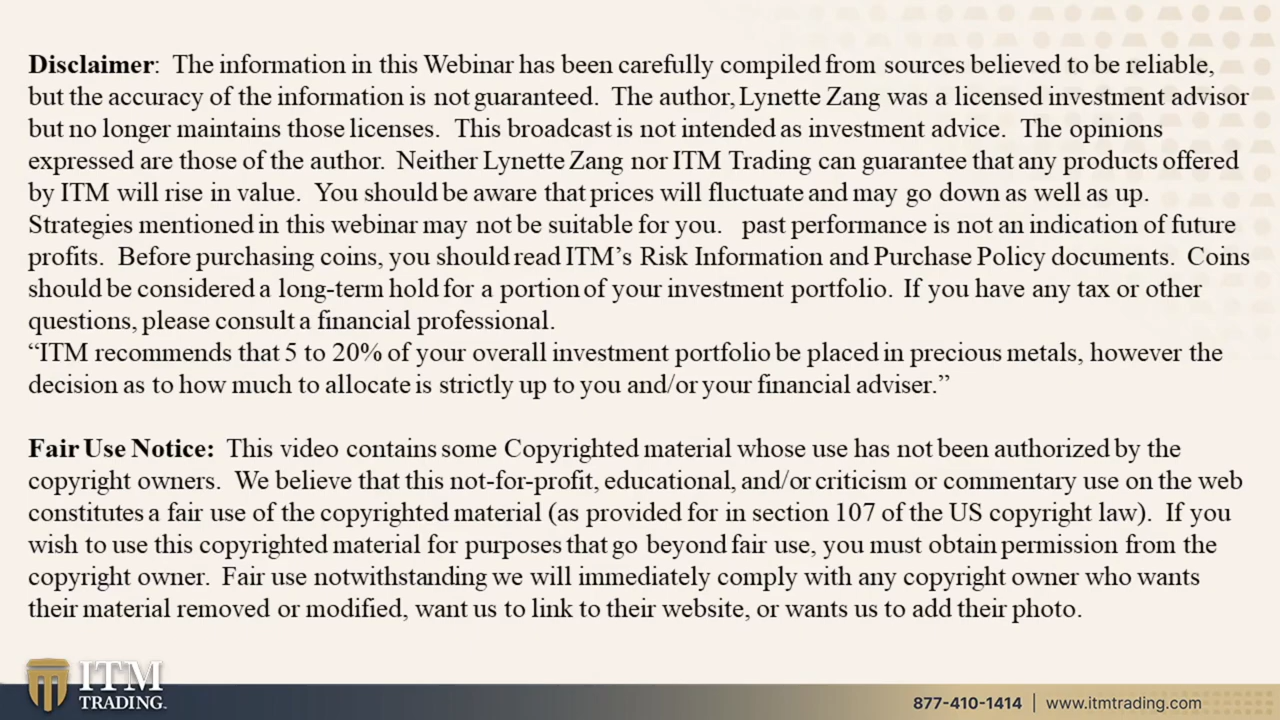 Disclaimer: The information in this Webinar has been carefully compiled from sources believed to be reliable,
but the accuracy of the information is not guaranteed. The author, Lynette Zang was a licensed investment advisor
but no longer maintains those licenses. This broadcast is not intended as investment advice. The opinions
expressed are those of the author. Neither Lynette Zang nor ITM Trading can guarantee that any products offered
by ITM will rise in value. You should be aware that prices will fluctuate and may go down as well as up.
Strategies mentioned in this webinar may not be suitable for you. past performance is not an indication of future
profits. Before purchasing coins, you should read ITM’s Risk Information and Purchase Policy documents. Coins
should be considered a long-term hold for a portion of your investment portfolio. If you have any tax or other
questions, please consult a financial professional.
“ITM recommends that 5 to 20% of your overall investment portfolio be placed in precious metals, however the
decision as to how much to allocate is strictly up to you and/or your financial adviser.”
Fair Use Notice: This video contains some Copyrighted material whose use has not been authorized by the
copyright owners. We believe that this not-for-profit, educational, and/or criticism or commentary use on the web
constitutes a fair use of the copyrighted material (as provided for in section 107 of the US copyright law). If you
wish to use this copyrighted material for purposes that go beyond fair use, you must obtain permission from the
copyright owner. Fair use notwithstanding we will immediately comply with any copyright owner who wants
their material removed or modified, want us to link to their website, or wants us to add their photo.
ITM
TRADING
877-410-1414 | www.itmtrading.com